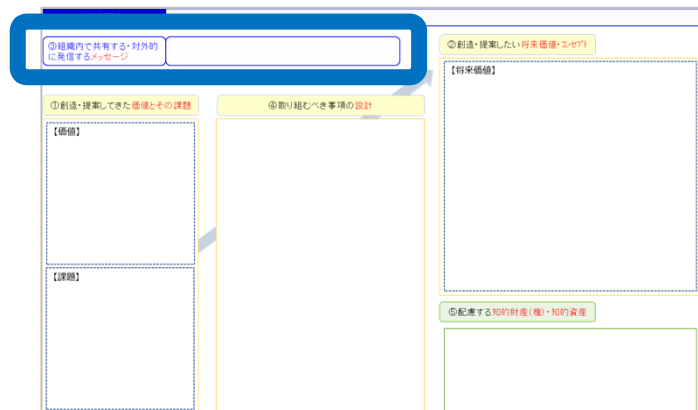 ③組織内で共有する・対外的
に発信するメッセージ
②創造・提案したい将来価値・コンセプト
【将来価値】
①創造・提案してきた価値とその課題
④取り組むべき事項の設計
【価値】
【課題】
⑤配慮する知的財産(権)・知的資産